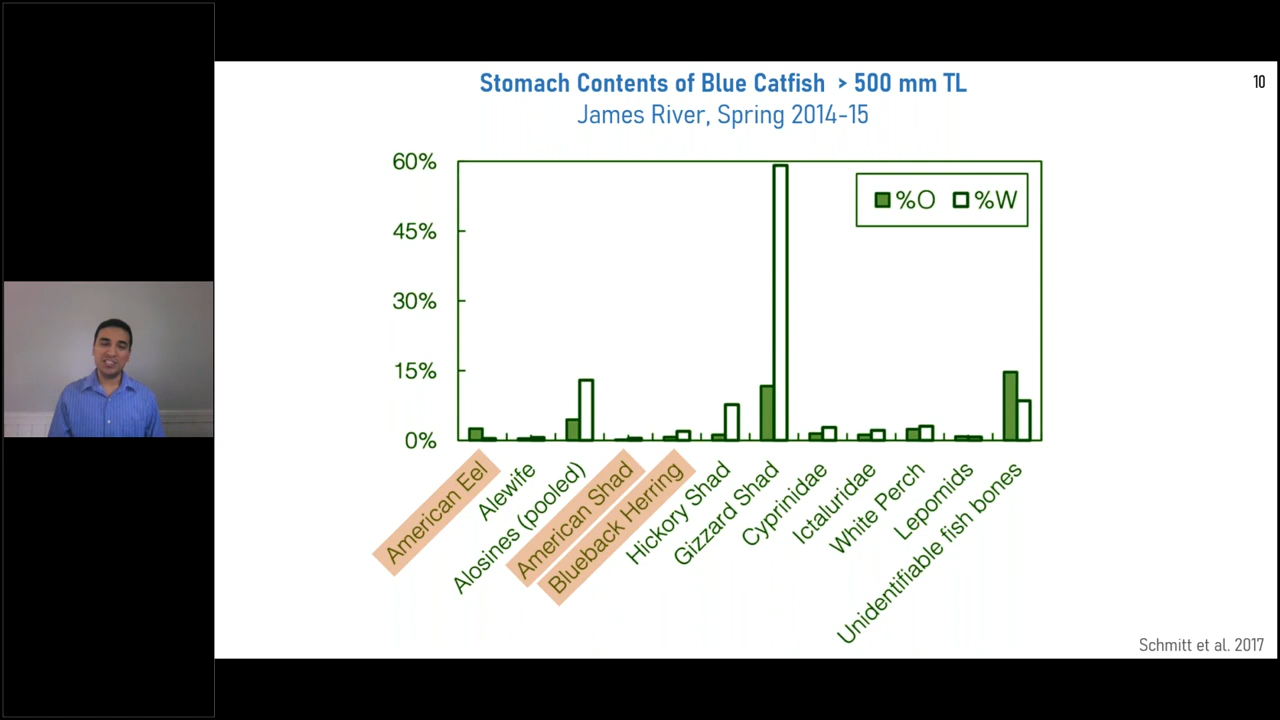 Stomach Contents of Blue Catfish > 500 mm TL
James River, Spring 2014-15
10
60%
45%
30%
15%
0%
%O %W
American Eel
Alewife
Alosines (pooled)
American Shad
Blueback Herring
Hickory Shad
Gizzard Shad
Cyprinidae
Ictaluridae
White Perch
Lepomids
Unidentifiable fish bones
Schmitt et al. 2017